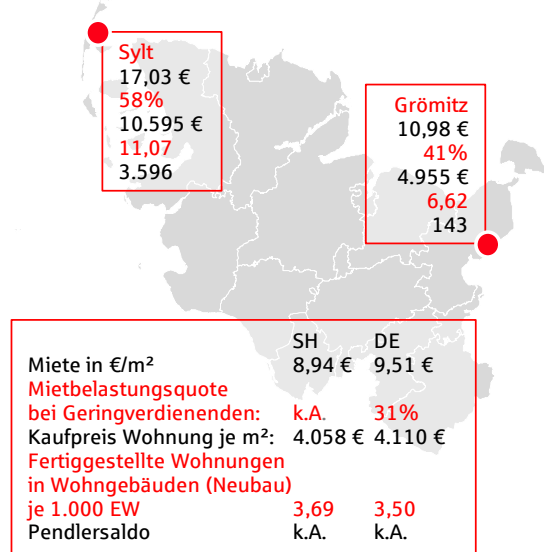 Sylt
17,03 €
58%
10.595 €
11,07
3.596
Grömitz
10,98 €
41%
4.955 €
6,62
143
SH DE
Miete in €/m² 8,94 € 9,51 €
Mietbelastungsquote
bei Geringverdienenden: k.A. 31%
Kaufpreis Wohnung je m²: 4.058 € 4.110 €
Fertiggestellte Wohnungen
in Wohngebäuden (Neubau)
je 1.000 EW 3,69 3,50
Pendlersaldo k.A. k.A.